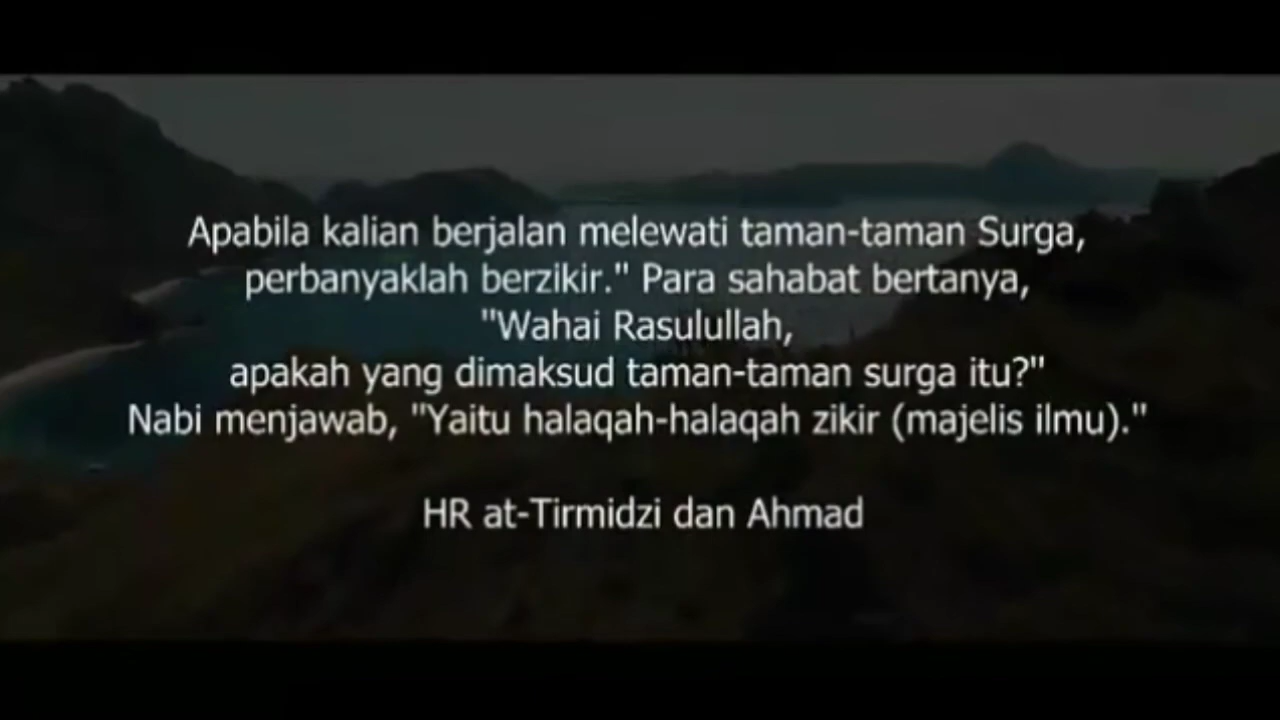 Apabila kalian berjalan melewati taman-taman Surga,
perbanyaklah berzikir." Para sahabat bertanya,
"Wahai Rasulullah,
apakah yang dimaksud taman-taman surga itu?"
Nabi menjawab, "Yaitu halaqah-halaqah zikir (majelis ilmu)."
HR at-Tirmidzi dan Ahmad